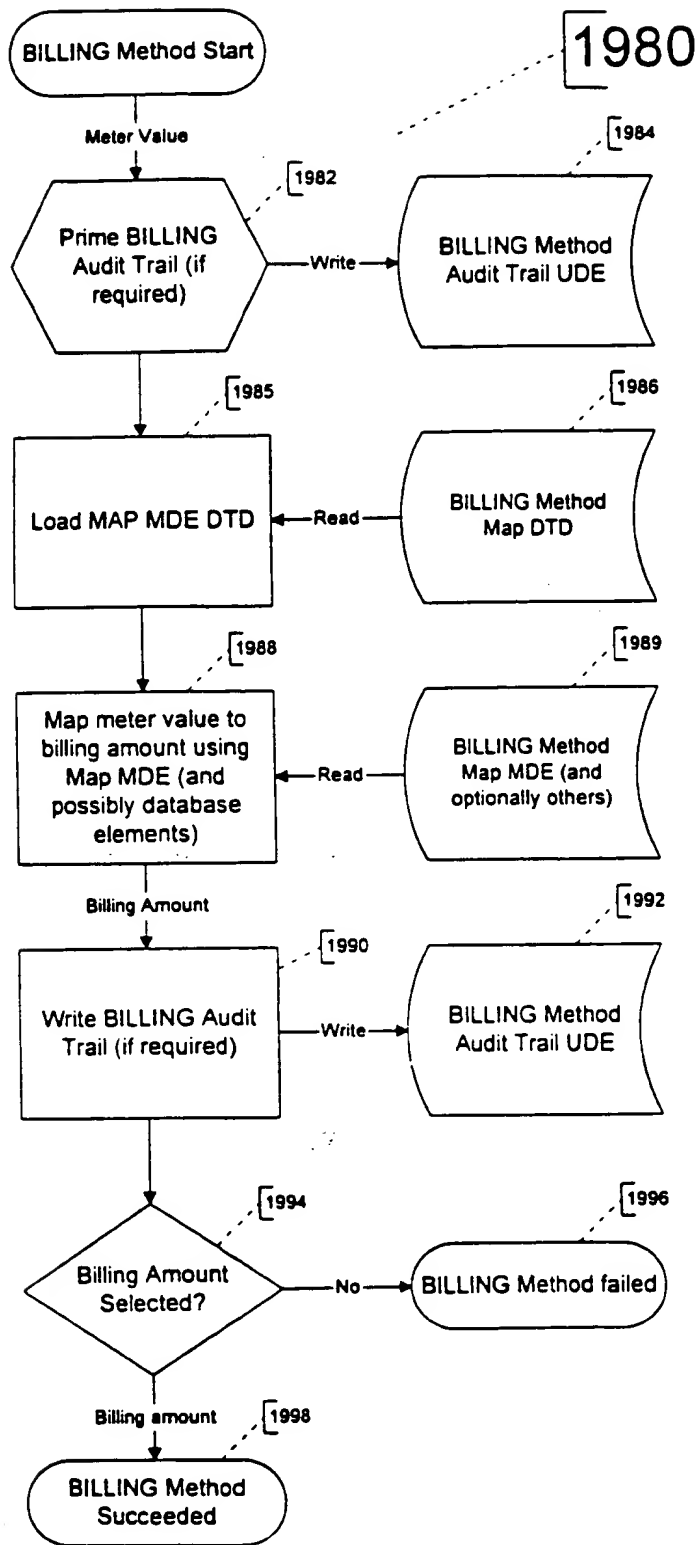 BILLING Method Start
1980
Meter Value
1984
1982
Prime BILLING
Audit Trail (if
required)
Write
BILLING Method
Audit Trail UDE
1985
1986
Load MAP MDE DTD
Read
BILLING Method
Map DTD
1988
1989
Map meter value to
billing amount using
Map MDE (and
possibly database
elements)
Read
BILLING Method
Map MDE (and
optionally others)
Billing Amount
1992
1990
Write BILLING Audit
Trail (if required)
Write
BILLING Method
Audit Trail UDE
1994
1996
Billing Amount
Selected?
No
BILLING Method failed
Billing amount
1998
BILLING Method
Succeeded